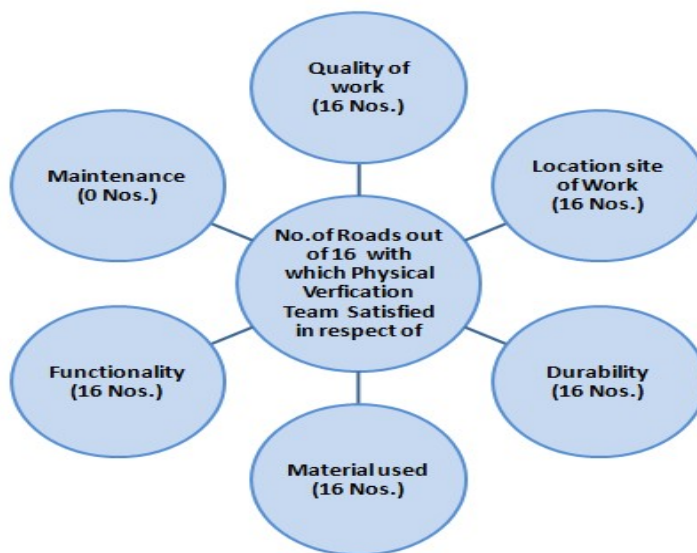 Quality of
work
(16 Nos.)
Maintenance
(0 Nos.)
Location site
of Work
(16 Nos.)
No.of Roads out
of 16 with
which Physical
Verfication
Team Satisfied
in respect of
Functionality
(16 Nos.)
Durability
(16 Nos.)
Material used
(16 Nos.)